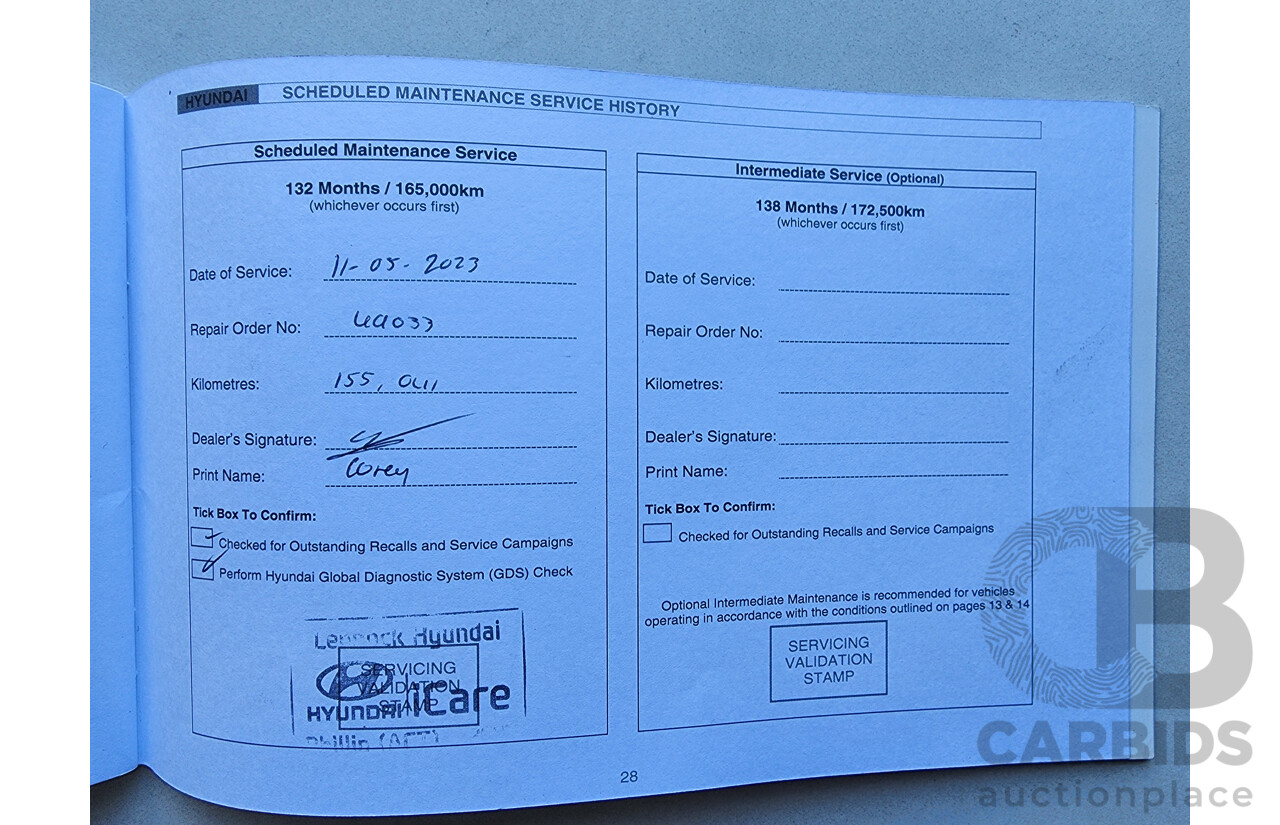 HYUNDAI SCHEDULED MAINTENANCE SERVICE HISTORY
Scheduled Maintenance Service
132 Months / 165,000km
(whichever occurs first)
Date of Service: 11-05-2023
Repair Order No:
Kilometres: 155,
Dealer's Signature:
Print Name: Corey
Tick Box To Confirm:
Checked for Outstanding Recalls and Service Campaigns
Perform Hyundai Global Diagnostic System (GDS) Check
Lennock Hyundai
SERVICING
VALIDATION
STAMP
HYUNDAI iCare
Phillip (ACT)
Intermediate Service (Optional)
138 Months / 172,500km
(whichever occurs first)
Date of Service:
Repair Order No:
Kilometres:
Dealer's Signature:
Print Name:
Tick Box To Confirm:
Checked for Outstanding Recalls and Service Campaigns
Optional Intermediate Maintenance is recommended for vehicles
operating in accordance with the conditions outlined on pages 13 & 14
SERVICING
VALIDATION
STAMP
28
CARBIDS
auctionplace